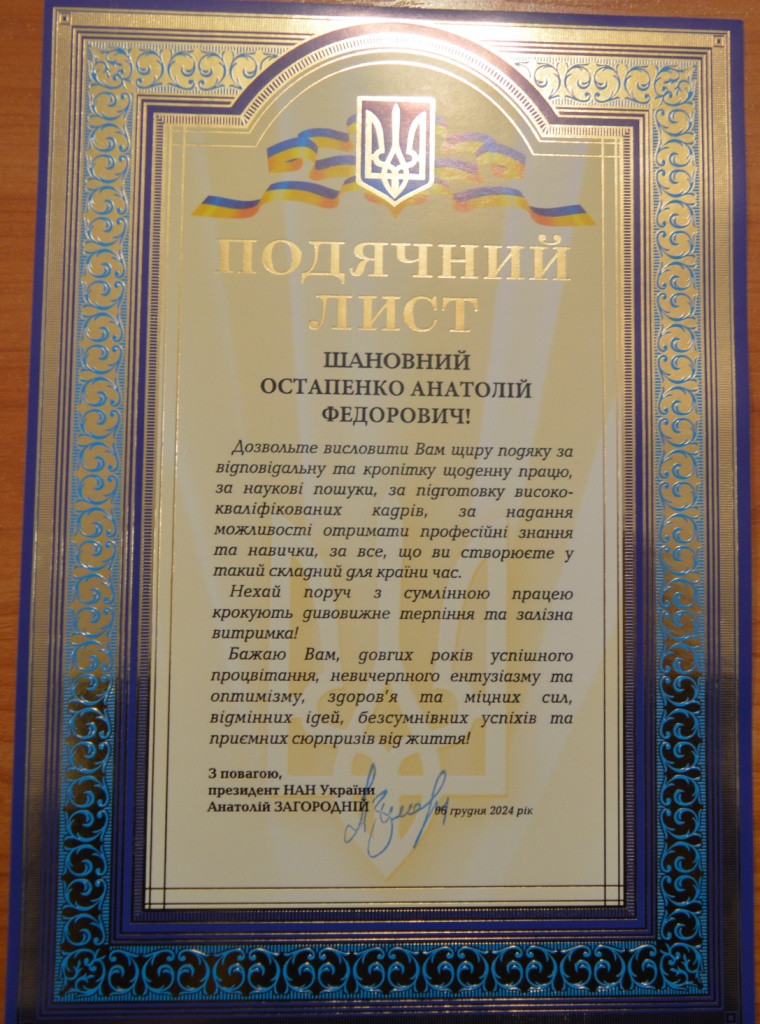 ПОДЯЧНИЙ
ЛИСТ
ШАНОВНИЙ
ОСТАПЕНКО АНАТОЛІЙ
ФЕДОРОВИЧ!
Дозвольте висловити Вам щиру подяку за
відповідальну та кропітку щоденну працю,
за наукові пошуки, за підготовку високо-
кваліфікованих кадрів, за надання
можливості отримати професійні знання
та навички, за все, що ви створюєте у
такий складний для країни час.
Нехай поруч з сумлінною працею
крокують дивовижне терпіння та залізна
витримка!
Бажаю Вам, довгих років успішного
процвітання, невичерпного ентузіазму та
оптимізму, здоров'я та міцних сил,
відмінних ідей, безсумнівних успіхів та
приємних сюрпризів від життя!
З повагою,
президент НАН України
Анатолій ЗАГОРОДНІЙ
06 грудня 2024 рік